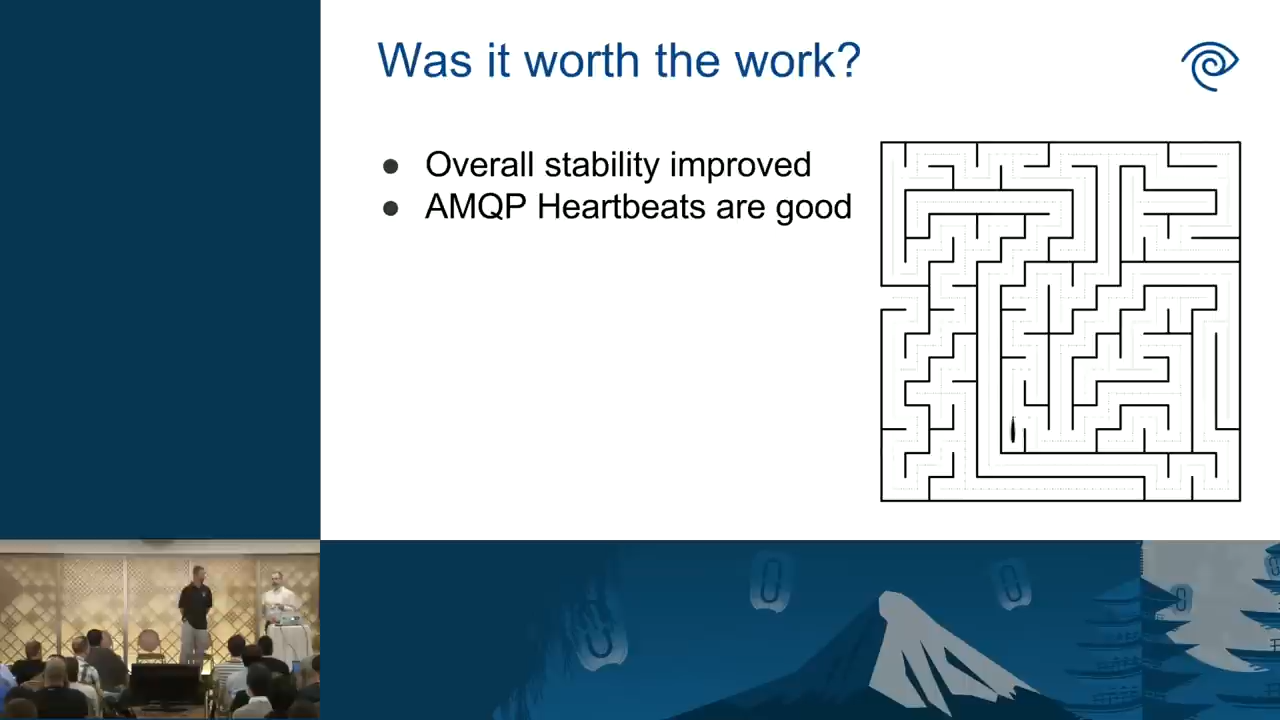 Was it worth the work?
● Overall stability improved
● AMQP Heartbeats are good